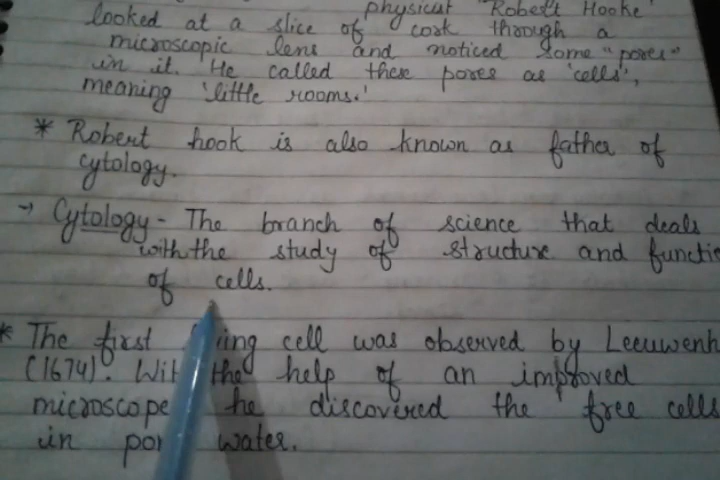 physicist "Robert Hooke"
looked at a slice of cork through a
microscopic lens and noticed some "pores"
in it. He called these pores as 'cells',
meaning 'little rooms.'
* Robert hook is also known as father of
cytology.
→ Cytology - The branch of science that deals
with the study of structure and functio
of cells.
* The first cell was observed by Leeuwenh
(1674). With the help of an improved
microscope he discovered the free cells
in water.